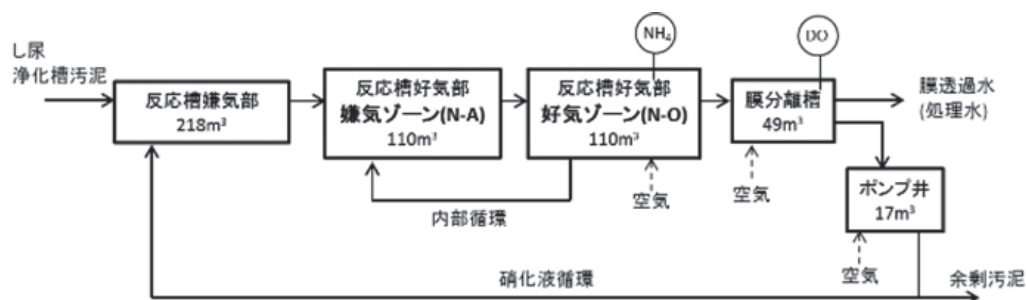 し尿
浄化槽汚泥
反応槽嫌気部
218m³
反応槽好気部
嫌気ゾーン(N-A)
110m³
反応槽好気部
好気ゾーン(N-O)
110m³
NH₄
DO
膜分離槽
49m³
膜透過水
(処理水)
ポンプ井
17m³
内部循環
空気
空気
空気
硝化液循環
余剰汚泥